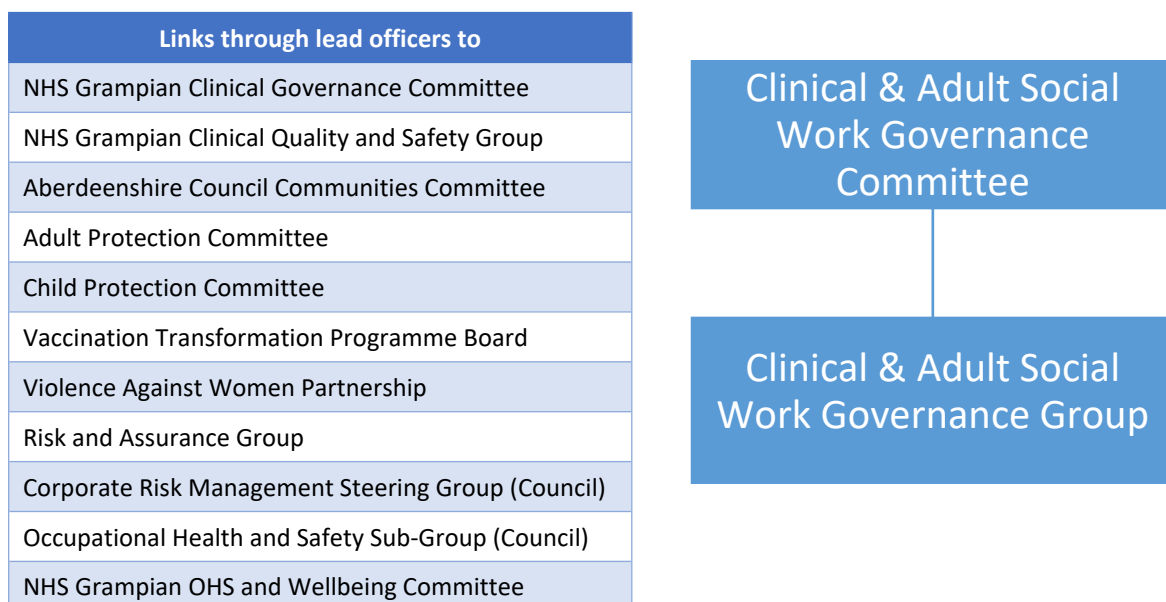 Links through lead officers to
NHS Grampian Clinical Governance Committee
NHS Grampian Clinical Quality and Safety Group
Aberdeenshire Council Communities Committee
Adult Protection Committee
Child Protection Committee
Vaccination Transformation Programme Board
Violence Against Women Partnership
Risk and Assurance Group
Corporate Risk Management Steering Group (Council)
Occupational Health and Safety Sub-Group (Council)
NHS Grampian OHS and Wellbeing Committee
Clinical & Adult Social
Work Governance
Committee
Clinical & Adult Social
Work Governance Group